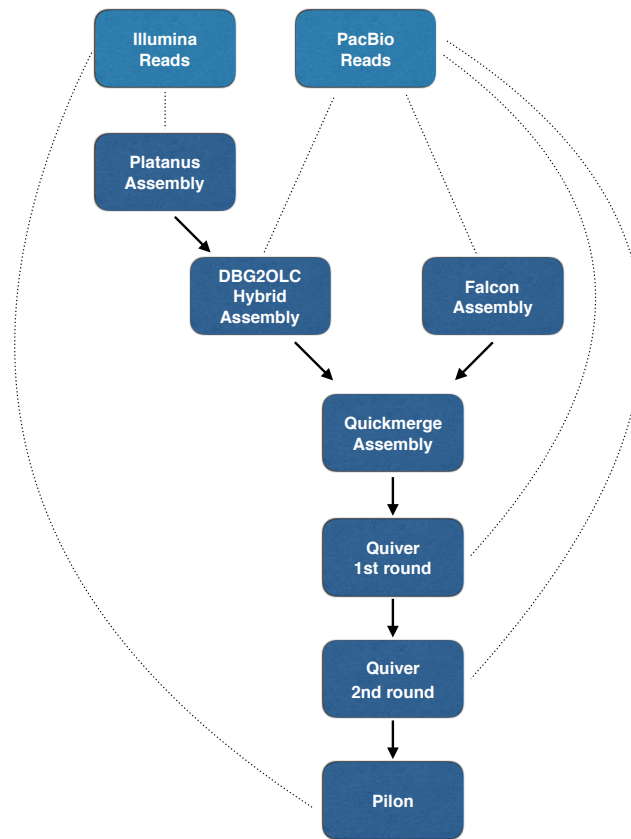 Illumina
Reads
PacBio
Reads
Platanus
Assembly
DBG2OLC
Hybrid
Assembly
Falcon
Assembly
Quickmerge
Assembly
Quiver
1st round
Quiver
2nd round
Pilon